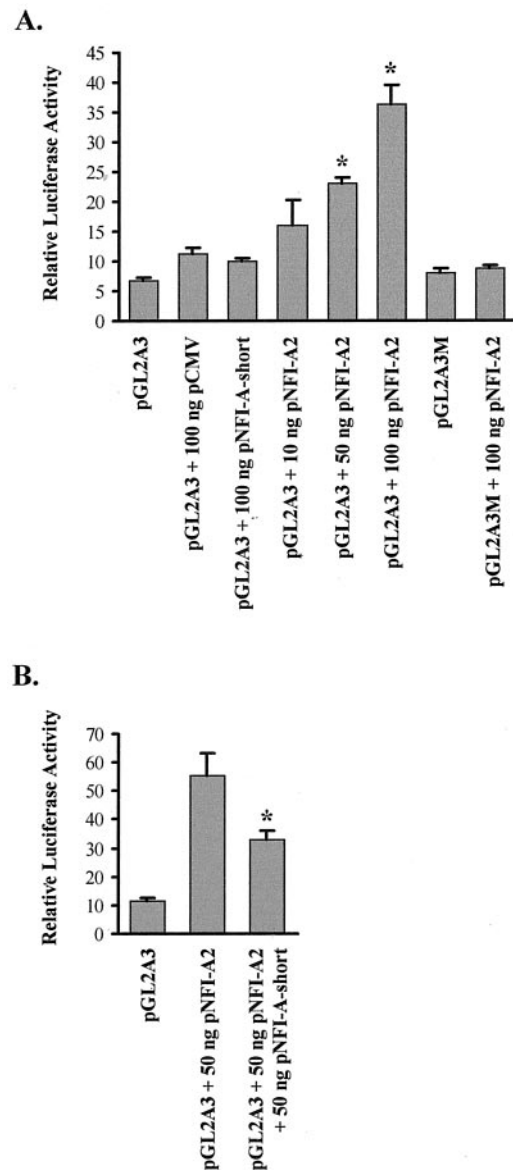 A.
Relative Luciferase Activity
45
40
35
30
25
20
15
10
5
0
*
*
pGL2A3
pGL2A3 + 100 ng pCMV
pGL2A3 + 100 ng pNFI-A-short
pGL2A3 + 10 ng pNFI-A2
pGL2A3 + 50 ng pNFI-A2
pGL2A3 + 100 ng pNFI-A2
pGL2A3M
pGL2A3M + 100 ng pNFI-A2
B.
Relative Luciferase Activity
70
60
50
40
30
20
10
0
*
pGL2A3
pGL2A3 + 50 ng pNFI-A2
pGL2A3 + 50 ng pNFI-A2
+ 50 ng pNFI-A-short